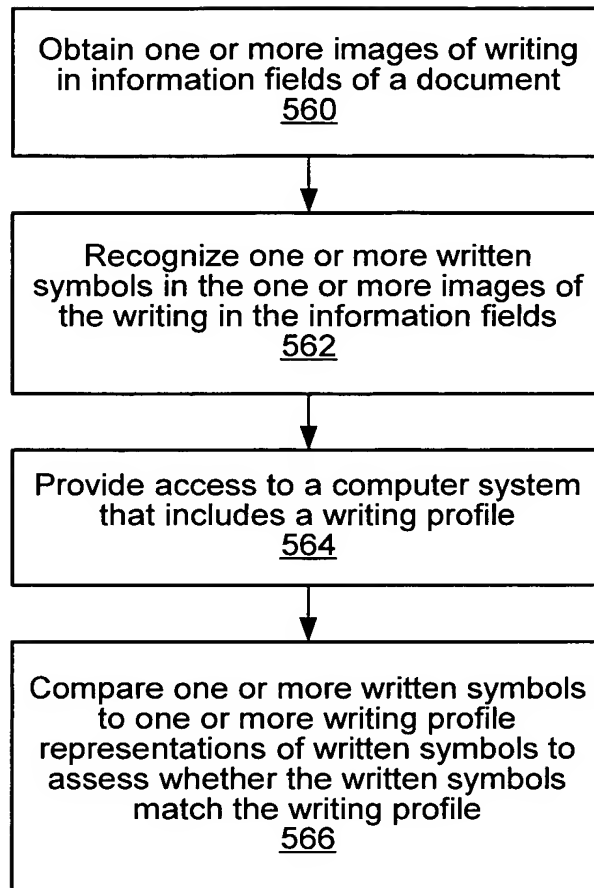 Obtain one or more images of writing
in information fields of a document
560
Recognize one or more written
symbols in the one or more images of
the writing in the information fields
562
Provide access to a computer system
that includes a writing profile
564
Compare one or more written symbols
to one or more writing profile
representations of written symbols to
assess whether the written symbols
match the writing profile
566